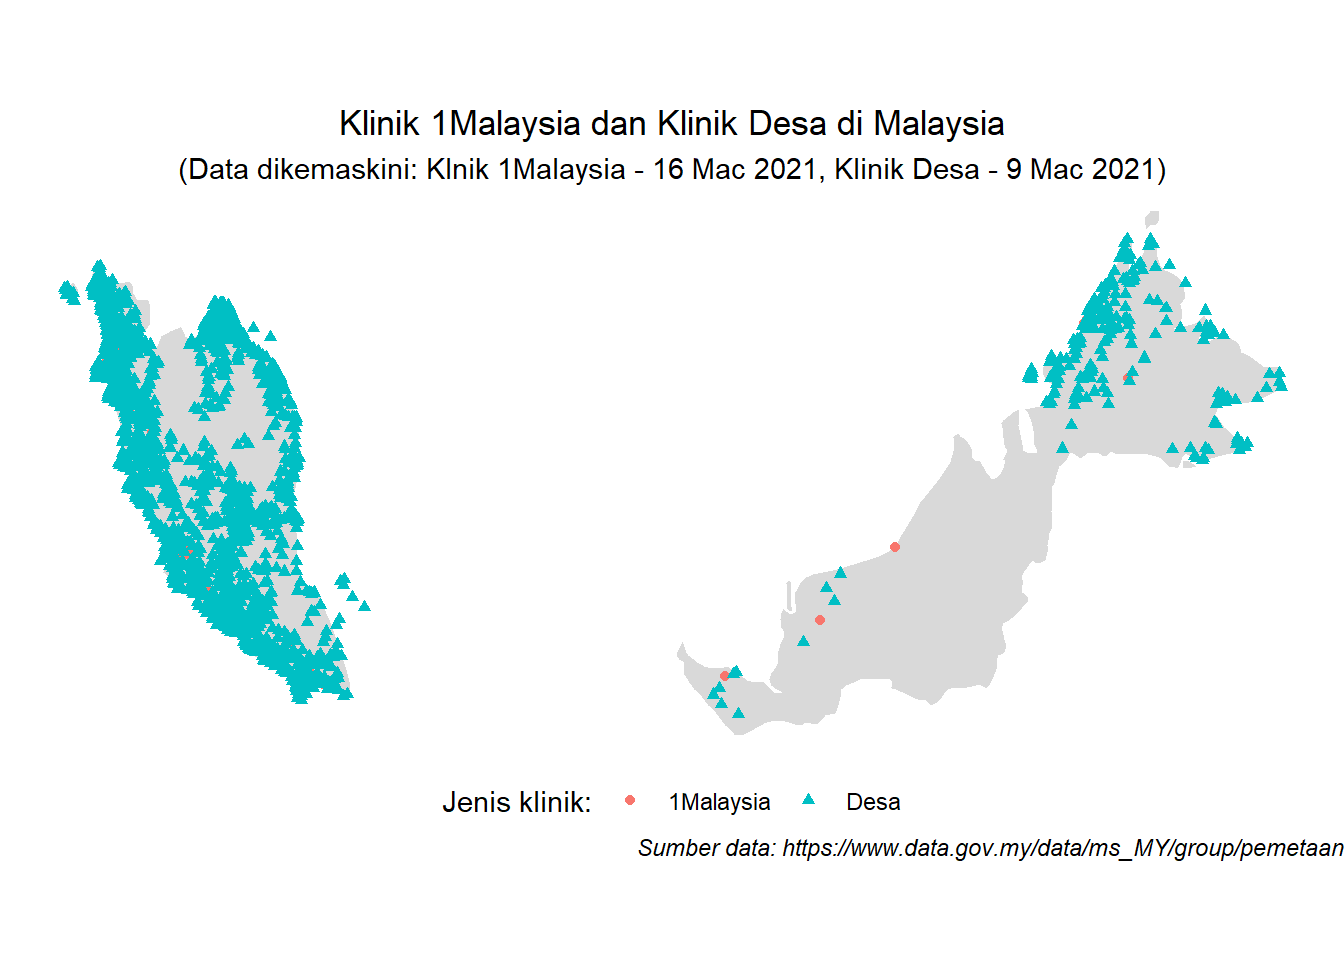 Klinik 1Malaysia dan Klinik Desa di Malaysia
(Data dikemaskini: Klnik 1Malaysia - 16 Mac 2021, Klinik Desa - 9 Mac 2021)
Jenis klinik: 1Malaysia Desa
Sumber data: https://www.data.gov.my/data/ms_MY/group/pemetaan